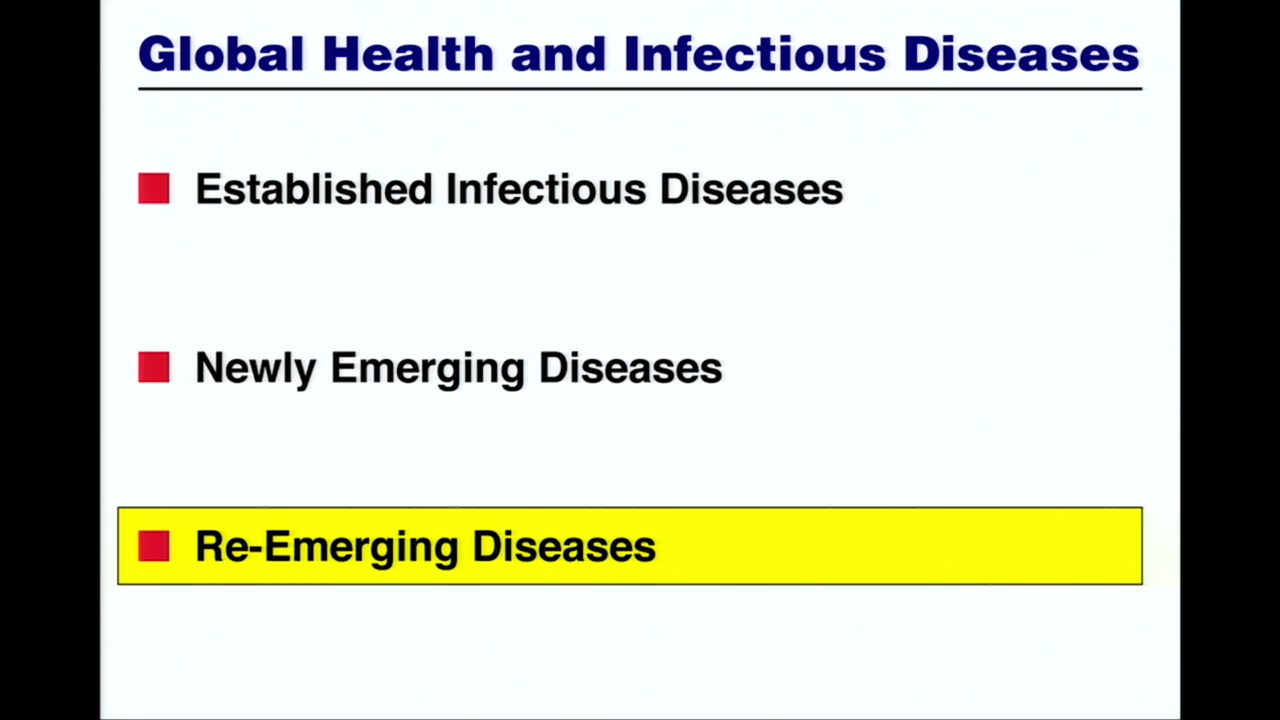 Global Health and Infectious Diseases
Established Infectious Diseases
Newly Emerging Diseases
Re-Emerging Diseases